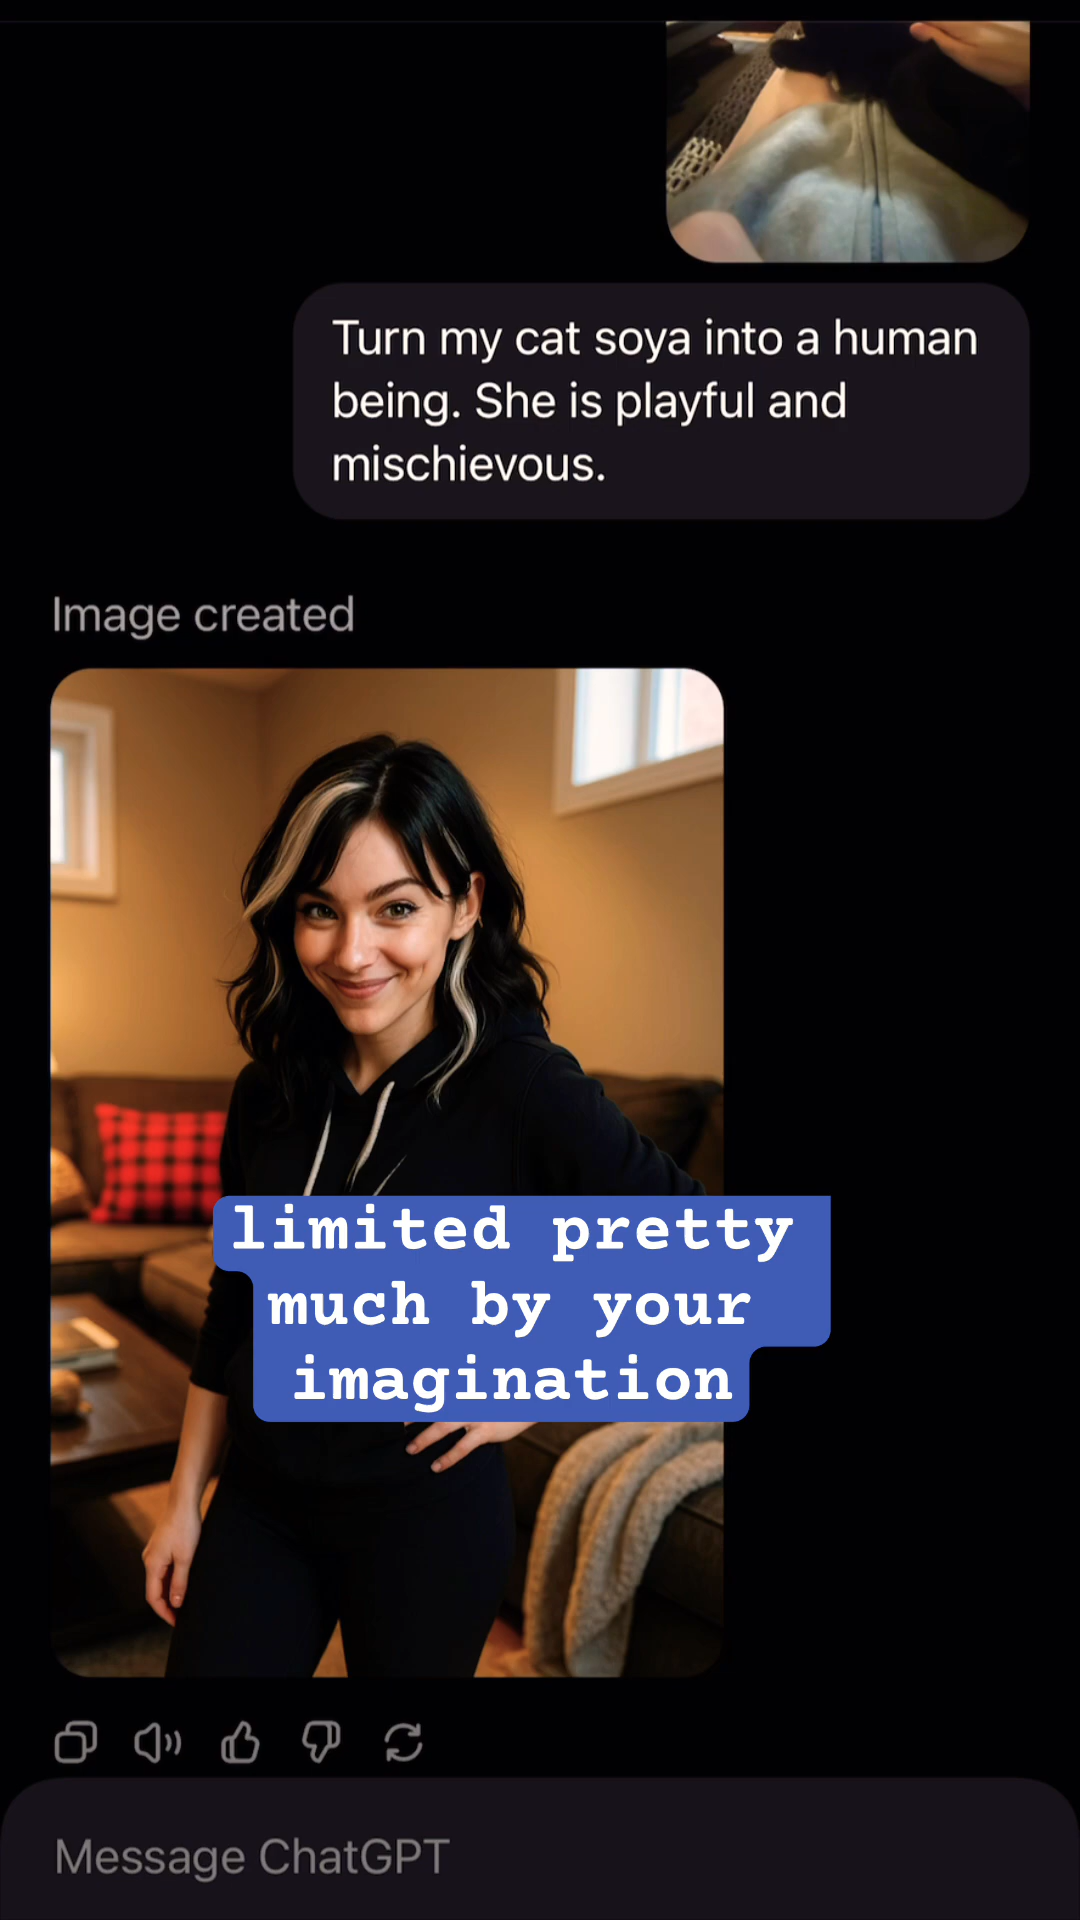 Turn my cat soya into a human
being. She is playful and
mischievous.
Image created
limited pretty
much by your
imagination
Message ChatGPT